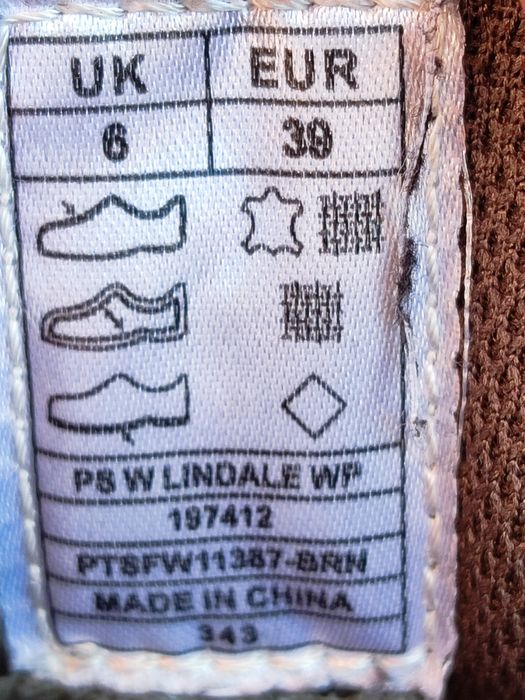 UK EUR
6 39
PS W LINDALE WP
197412
PTSFW11387-BRN
MADE IN CHINA
343